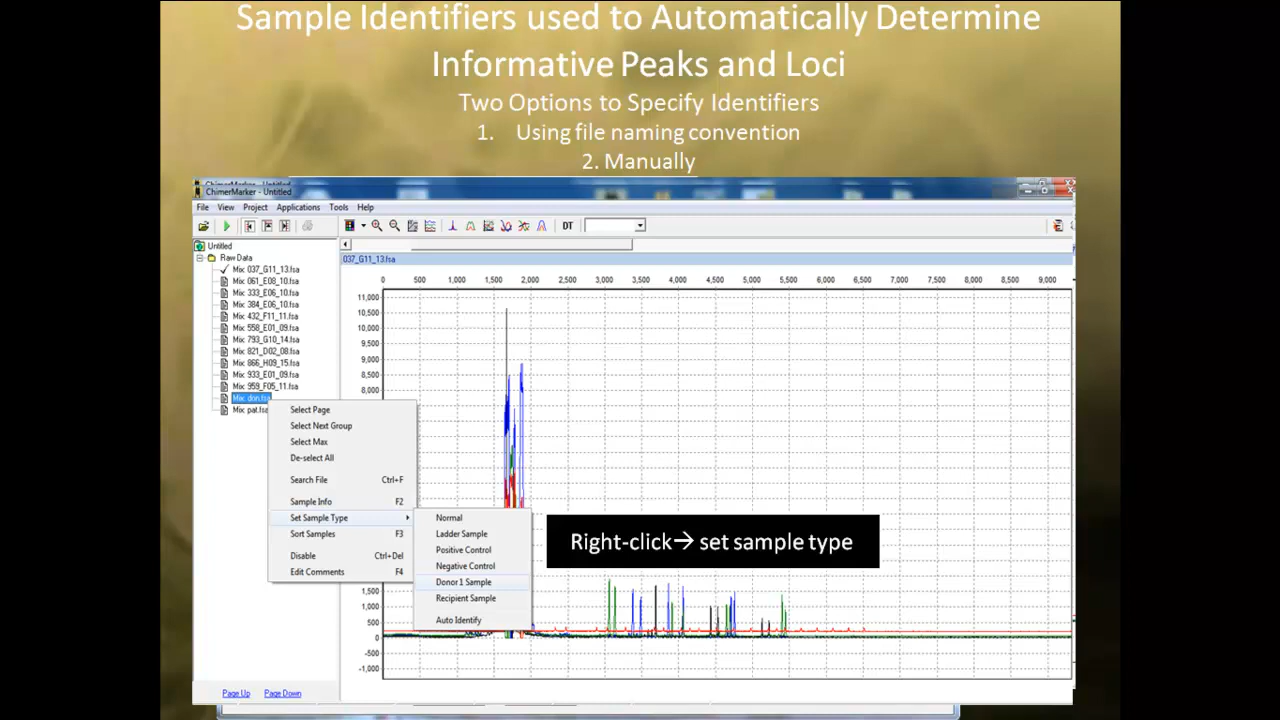 Sample Identifiers used to Automatically Determine
Informative Peaks and Loci
Two Options to Specify Identifiers
1. Using file naming convention
2. Manually
ChimerMarker - Untitled
File View Project Applications Tools Help
DT
Untitled
Raw Data
Mix: 037_G11_13.fsa
Mix: 061_E08_10.fsa
Mix: 333_E06_10.fsa
Mix: 384_E06_10.fsa
Mix: 432_F11_11.fsa
Mix: 558_E01_09.fsa
Mix: 793_G10_14.fsa
Mix: 821_D02_08.fsa
Mix: 866_H09_15.fsa
Mix: 933_E01_09.fsa
Mix: 959_F05_11.fsa
Mix: don.fsa
Mix: pat.fsa
Page Up Page Down
037_G11_13.fsa
0 500 1,000 1,500 2,000 2,500 3,000 3,500 4,000 4,500 5,000 5,500 6,000 6,500 7,000 7,500 8,000 8,500 9,000
11,000
10,500
10,000
9,500
9,000
8,500
8,000
1,500
1,000
500
0
-500
-1,000
Select Page
Select Next Group
Select Max
De-select All
Search File Ctrl+F
Sample Info F2
Set Sample Type
Sort Samples F3
Disable Ctrl+Del
Edit Comments F4
Normal
Ladder Sample
Positive Control
Negative Control
Donor 1 Sample
Recipient Sample
Auto Identify
Right-click→ set sample type